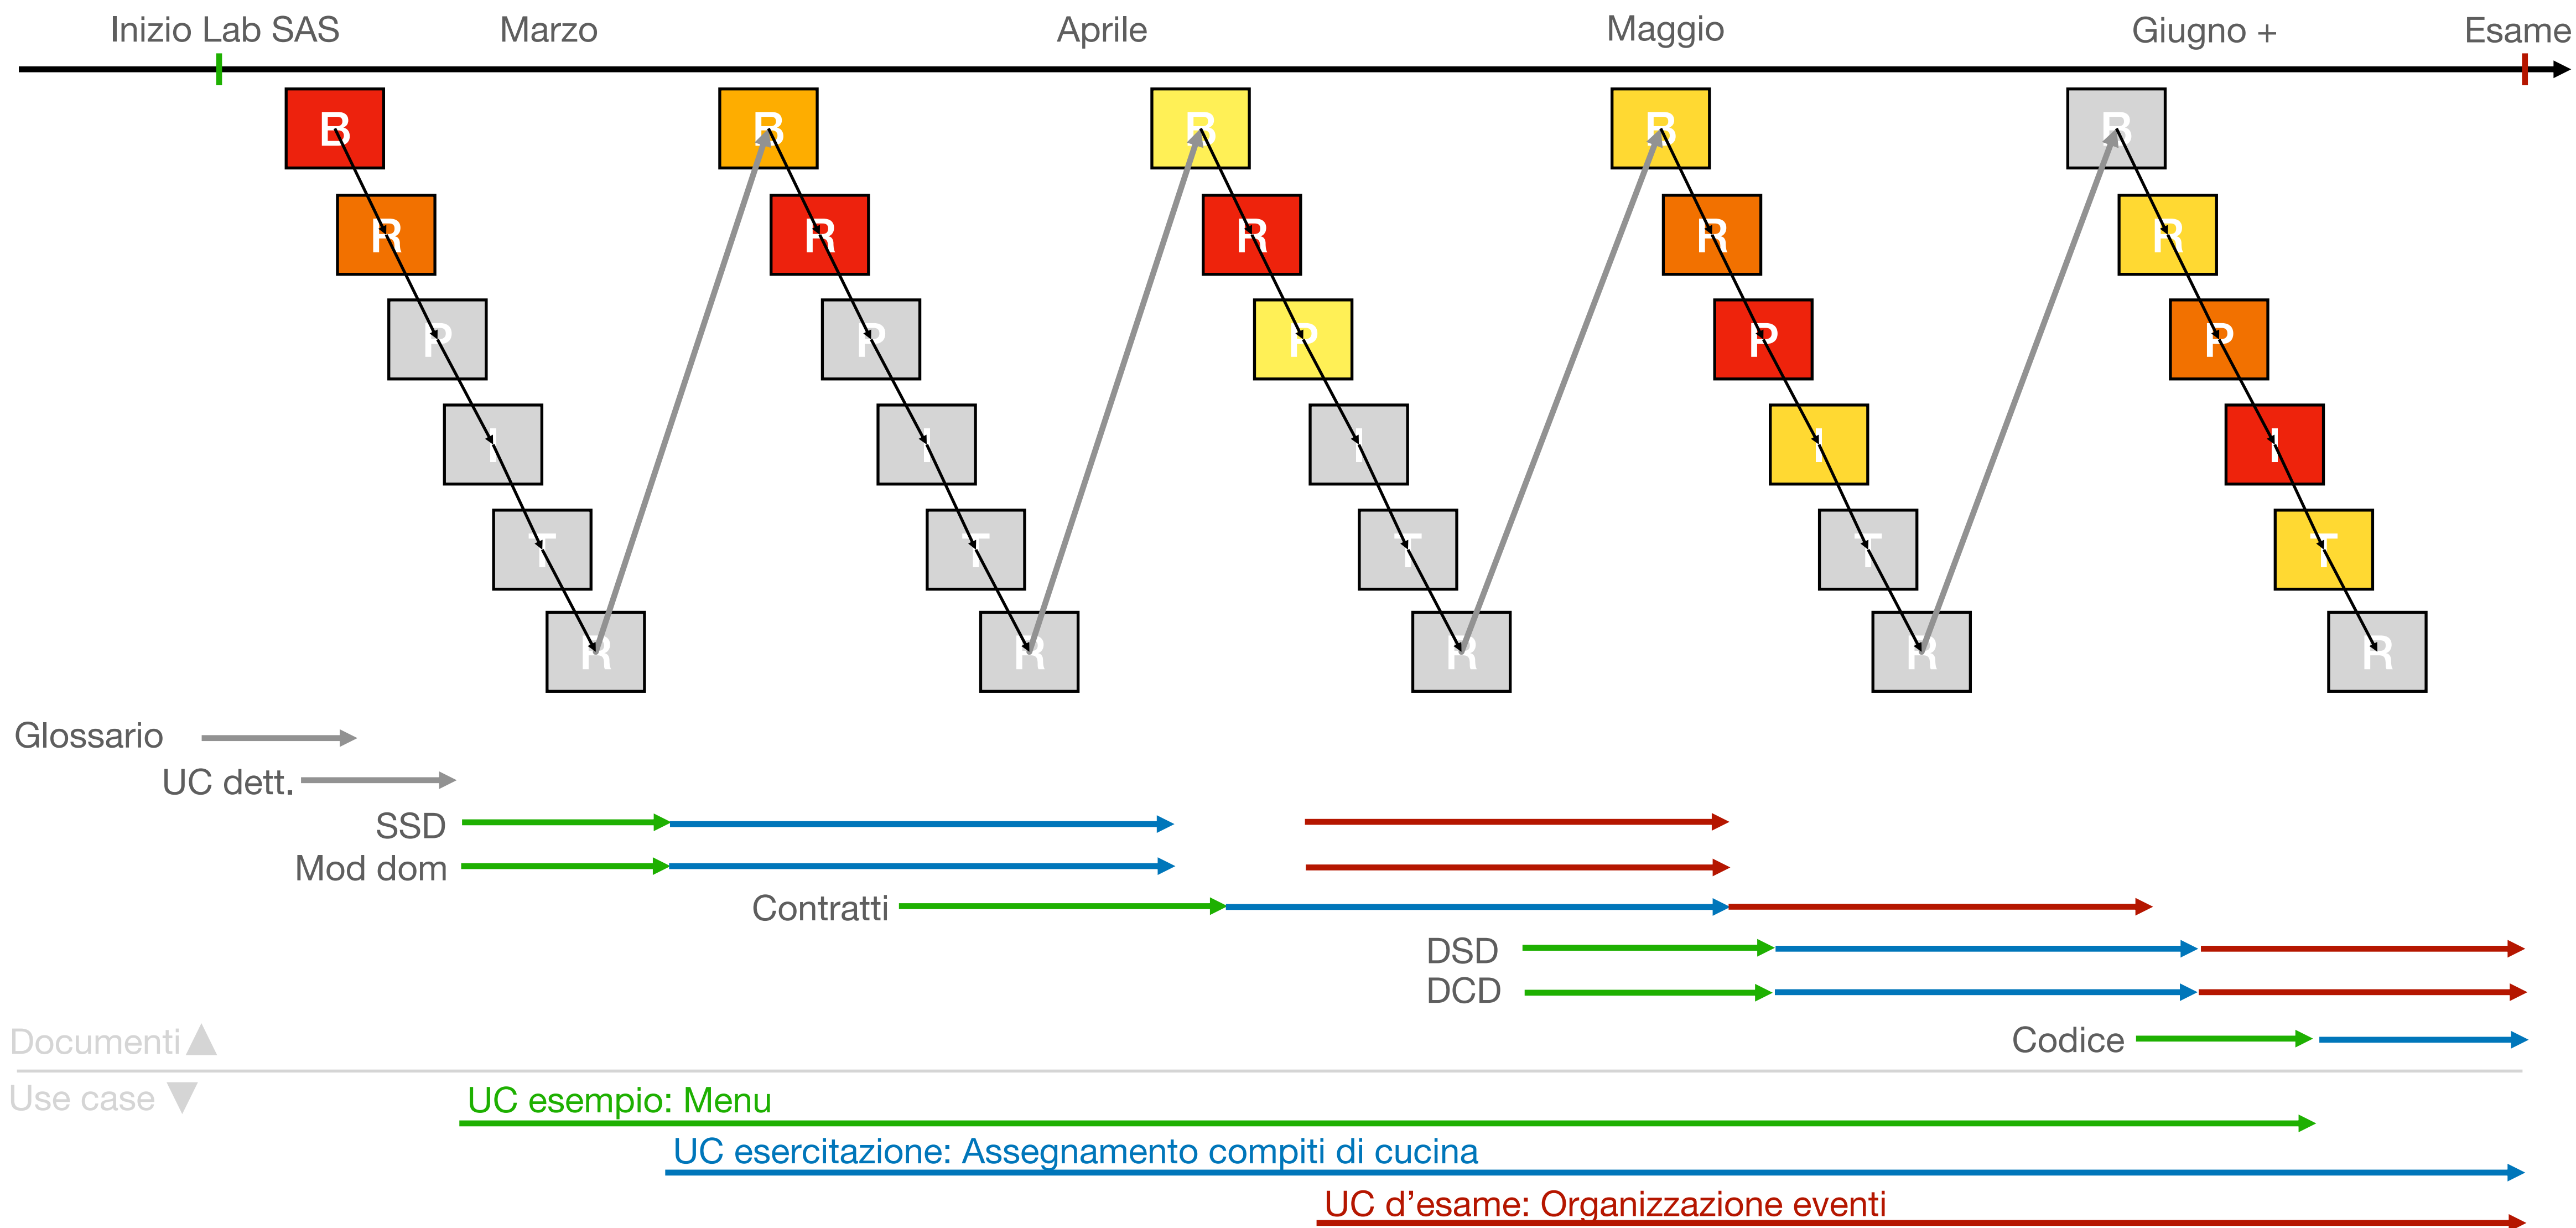 Inizio Lab SAS Marzo Aprile Maggio Giugno + Esame
B B B B B
R R R R R
P P P P P
I I I I I
T T T T T
R R R R R
Glossario
UC dett.
SSD
Mod dom
Contratti
DSD
DCD
Codice
Documenti
Use case
UC esempio: Menu
UC esercitazione: Assegnamento compiti di cucina
UC d'esame: Organizzazione eventi